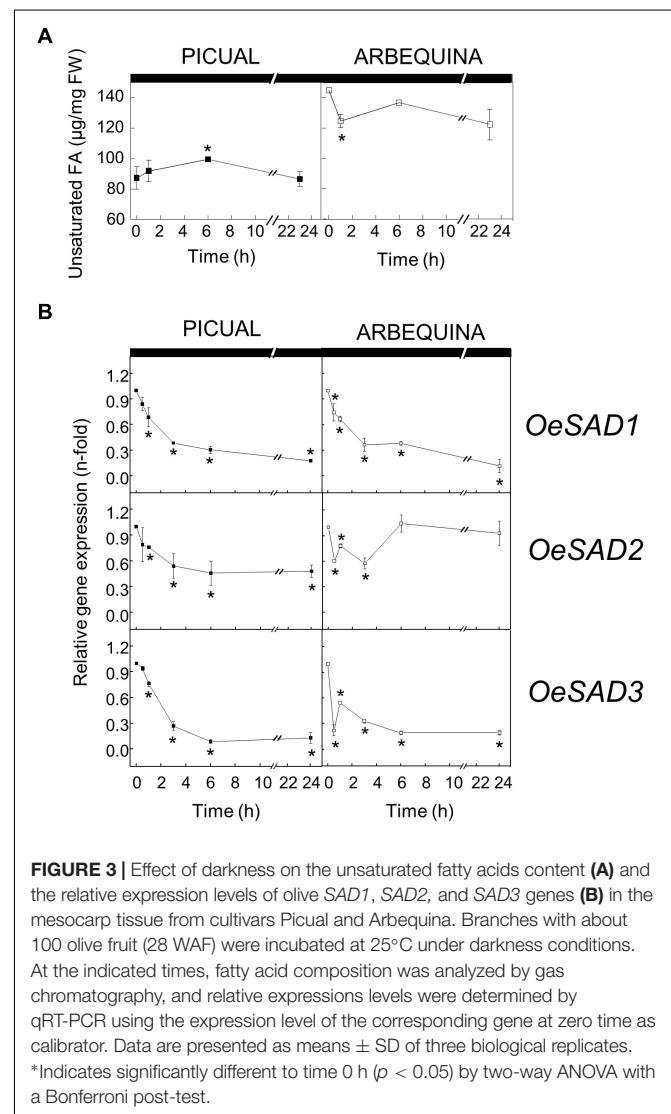 A
PICUAL ARBEQUINA
Unsaturated FA (µg/mg FW)
140
120
100
80
60
*
*
0 2 4 6 8 10 22 24 0 2 4 6 8 10 22 24
Time (h) Time (h)
B
PICUAL ARBEQUINA
Relative gene expression (n-fold)
1.2
0.9
0.6
0.3
0.0
* * * *
* * * * *
OeSAD1
1.2
0.9
0.6
0.3
0.0
* * * *
* * *
OeSAD2
1.2
0.9
0.6
0.3
0.0
* * * *
* * * * *
OeSAD3
0 2 4 6 8 10 22 24 0 2 4 6 8 10 22 24
Time (h) Time (h)
FIGURE 3 | Effect of darkness on the unsaturated fatty acids content (A) and
the relative expression levels of olive SAD1, SAD2, and SAD3 genes (B) in the
mesocarp tissue from cultivars Picual and Arbequina. Branches with about
100 olive fruit (28 WAF) were incubated at 25°C under darkness conditions.
At the indicated times, fatty acid composition was analyzed by gas
chromatography, and relative expressions levels were determined by
qRT-PCR using the expression level of the corresponding gene at zero time as
calibrator. Data are presented as means ± SD of three biological replicates.
*Indicates significantly different to time 0 h (p < 0.05) by two-way ANOVA with
a Bonferroni post-test.